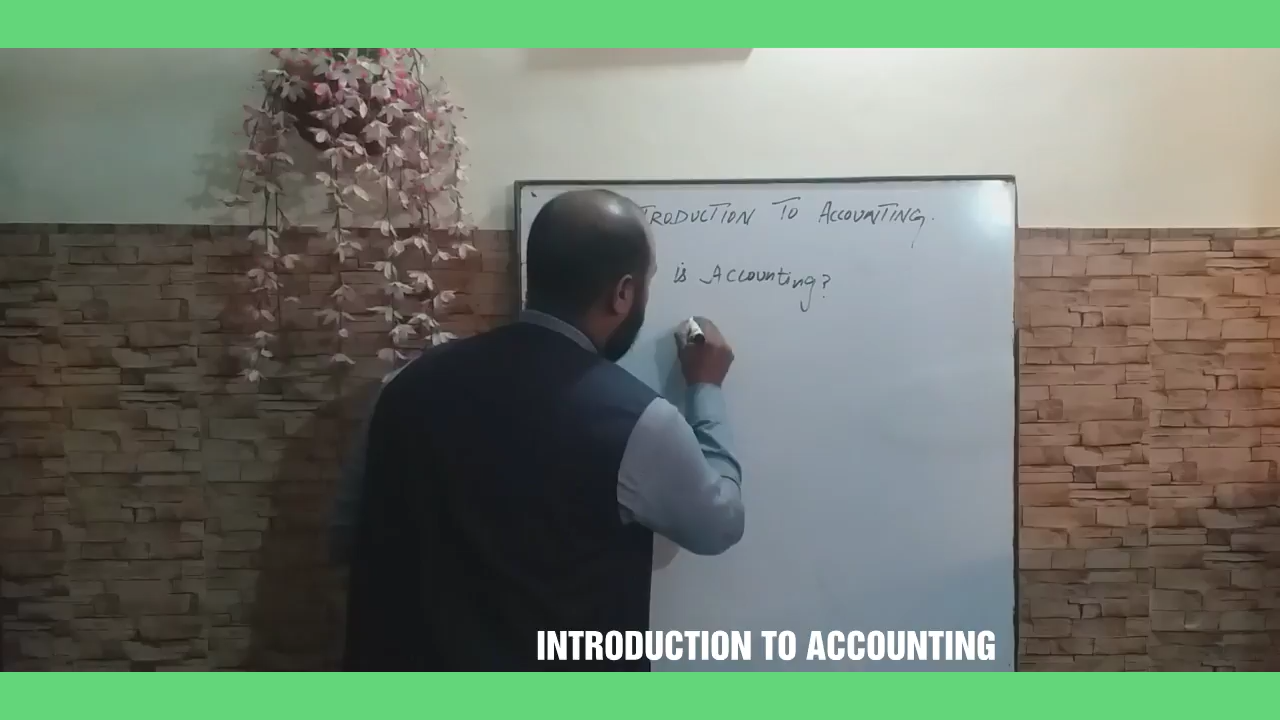 TRODUCTION TO ACCOUNTING.
is Accounting?
INTRODUCTION TO ACCOUNTING